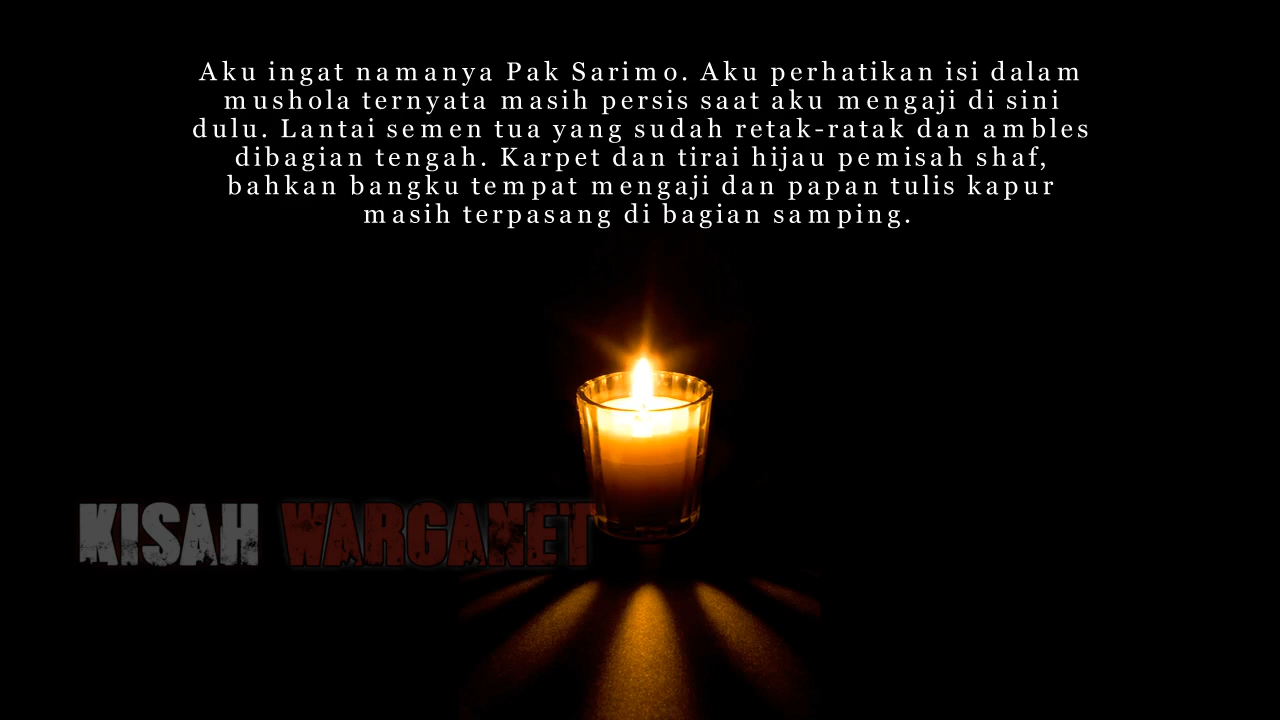 Aku ingat namanya Pak Sarimo. Aku perhatikan isi dalam
mushola ternyata masih persis saat aku mengaji di sini
dulu. Lantai semen tua yang sudah retak-ratak dan ambles
dibagian tengah. Karpet dan tirai hijau pemisah shaf,
bahkan bangku tempat mengaji dan papan tulis kapur
masih terpasang di bagian samping.
KISAH WARGANET